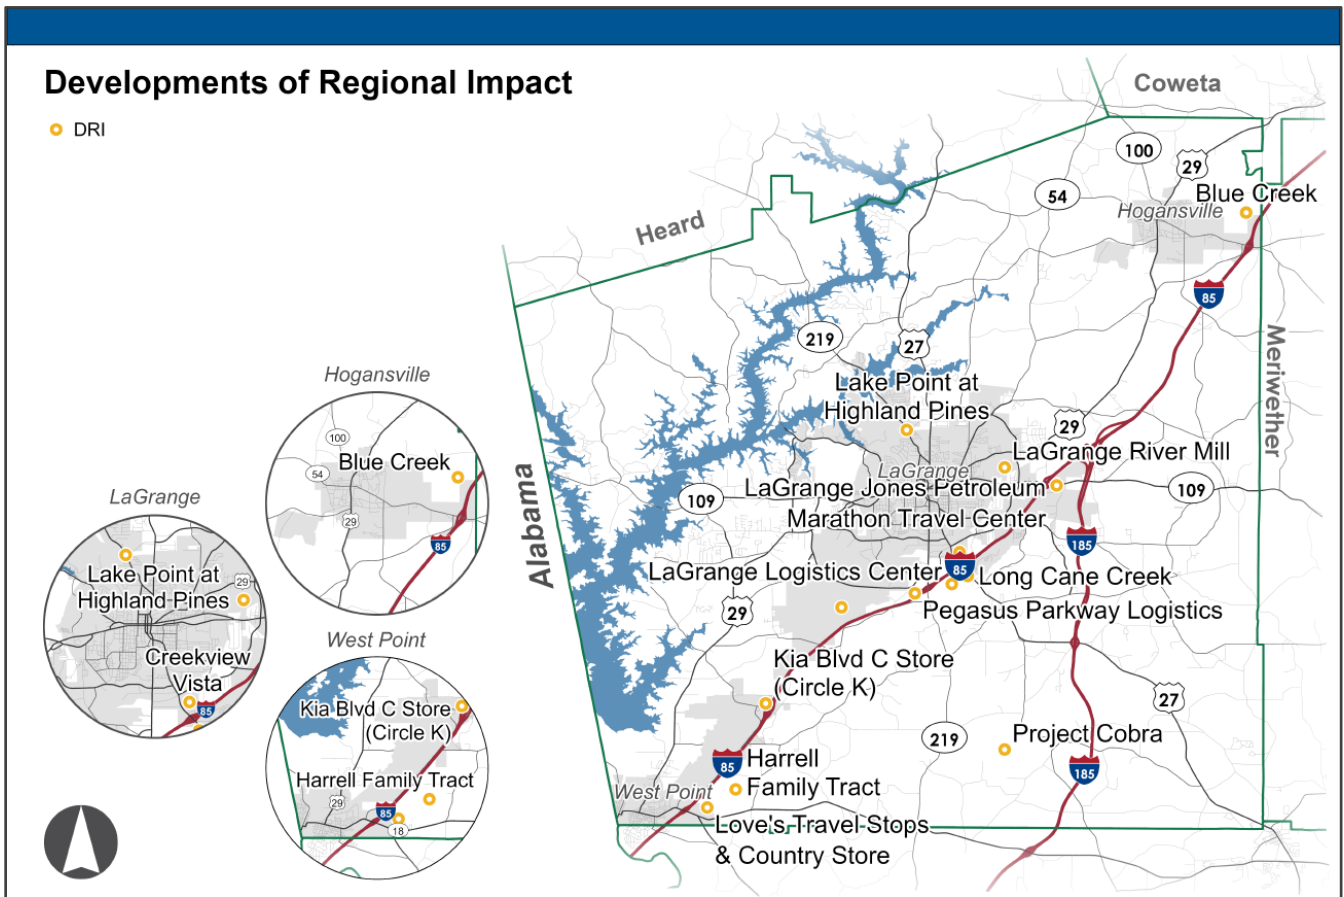 Developments of Regional Impact
DRI
Coweta
100
29
54
Blue Creek
Hogansville
Heard
85
219
27
Meriwether
Lake Point at
Highland Pines
29
LaGrange River Mill
LaGrange
LaGrange Jones Petroleum
109
109
Marathon Travel Center
Alabama
185
LaGrange Logistics Center
85
Long Cane Creek
29
Pegasus Parkway Logistics
Kia Blvd C Store
(Circle K)
27
219
Project Cobra
85
Harrell
Family Tract
185
West Point
Love's Travel Stops
& Country Store
Hogansville
100
Blue Creek
54
29
85
LaGrange
Lake Point at
Highland Pines
29
Creekview
Vista
85
West Point
Kia Blvd C Store
(Circle K)
Harrell Family Tract
29
85
18